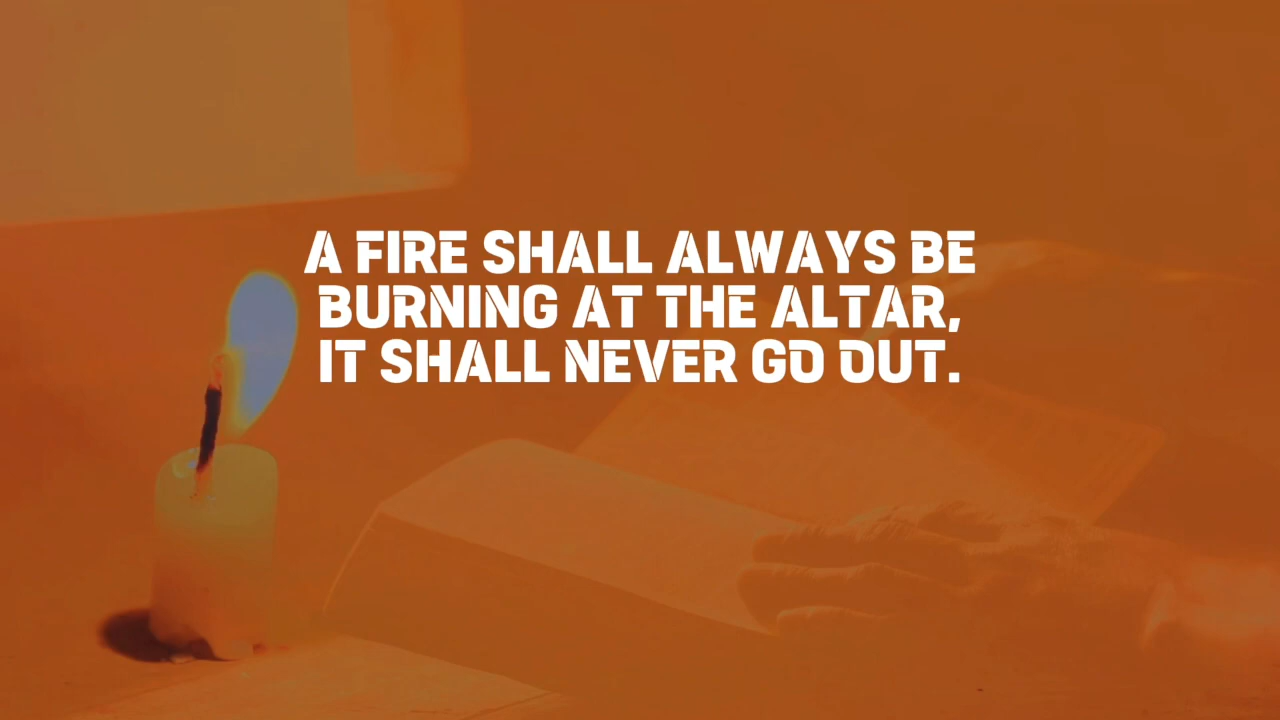 A FIRE SHALL ALWAYS BE
BURNING AT THE ALTAR,
IT SHALL NEVER GO OUT.